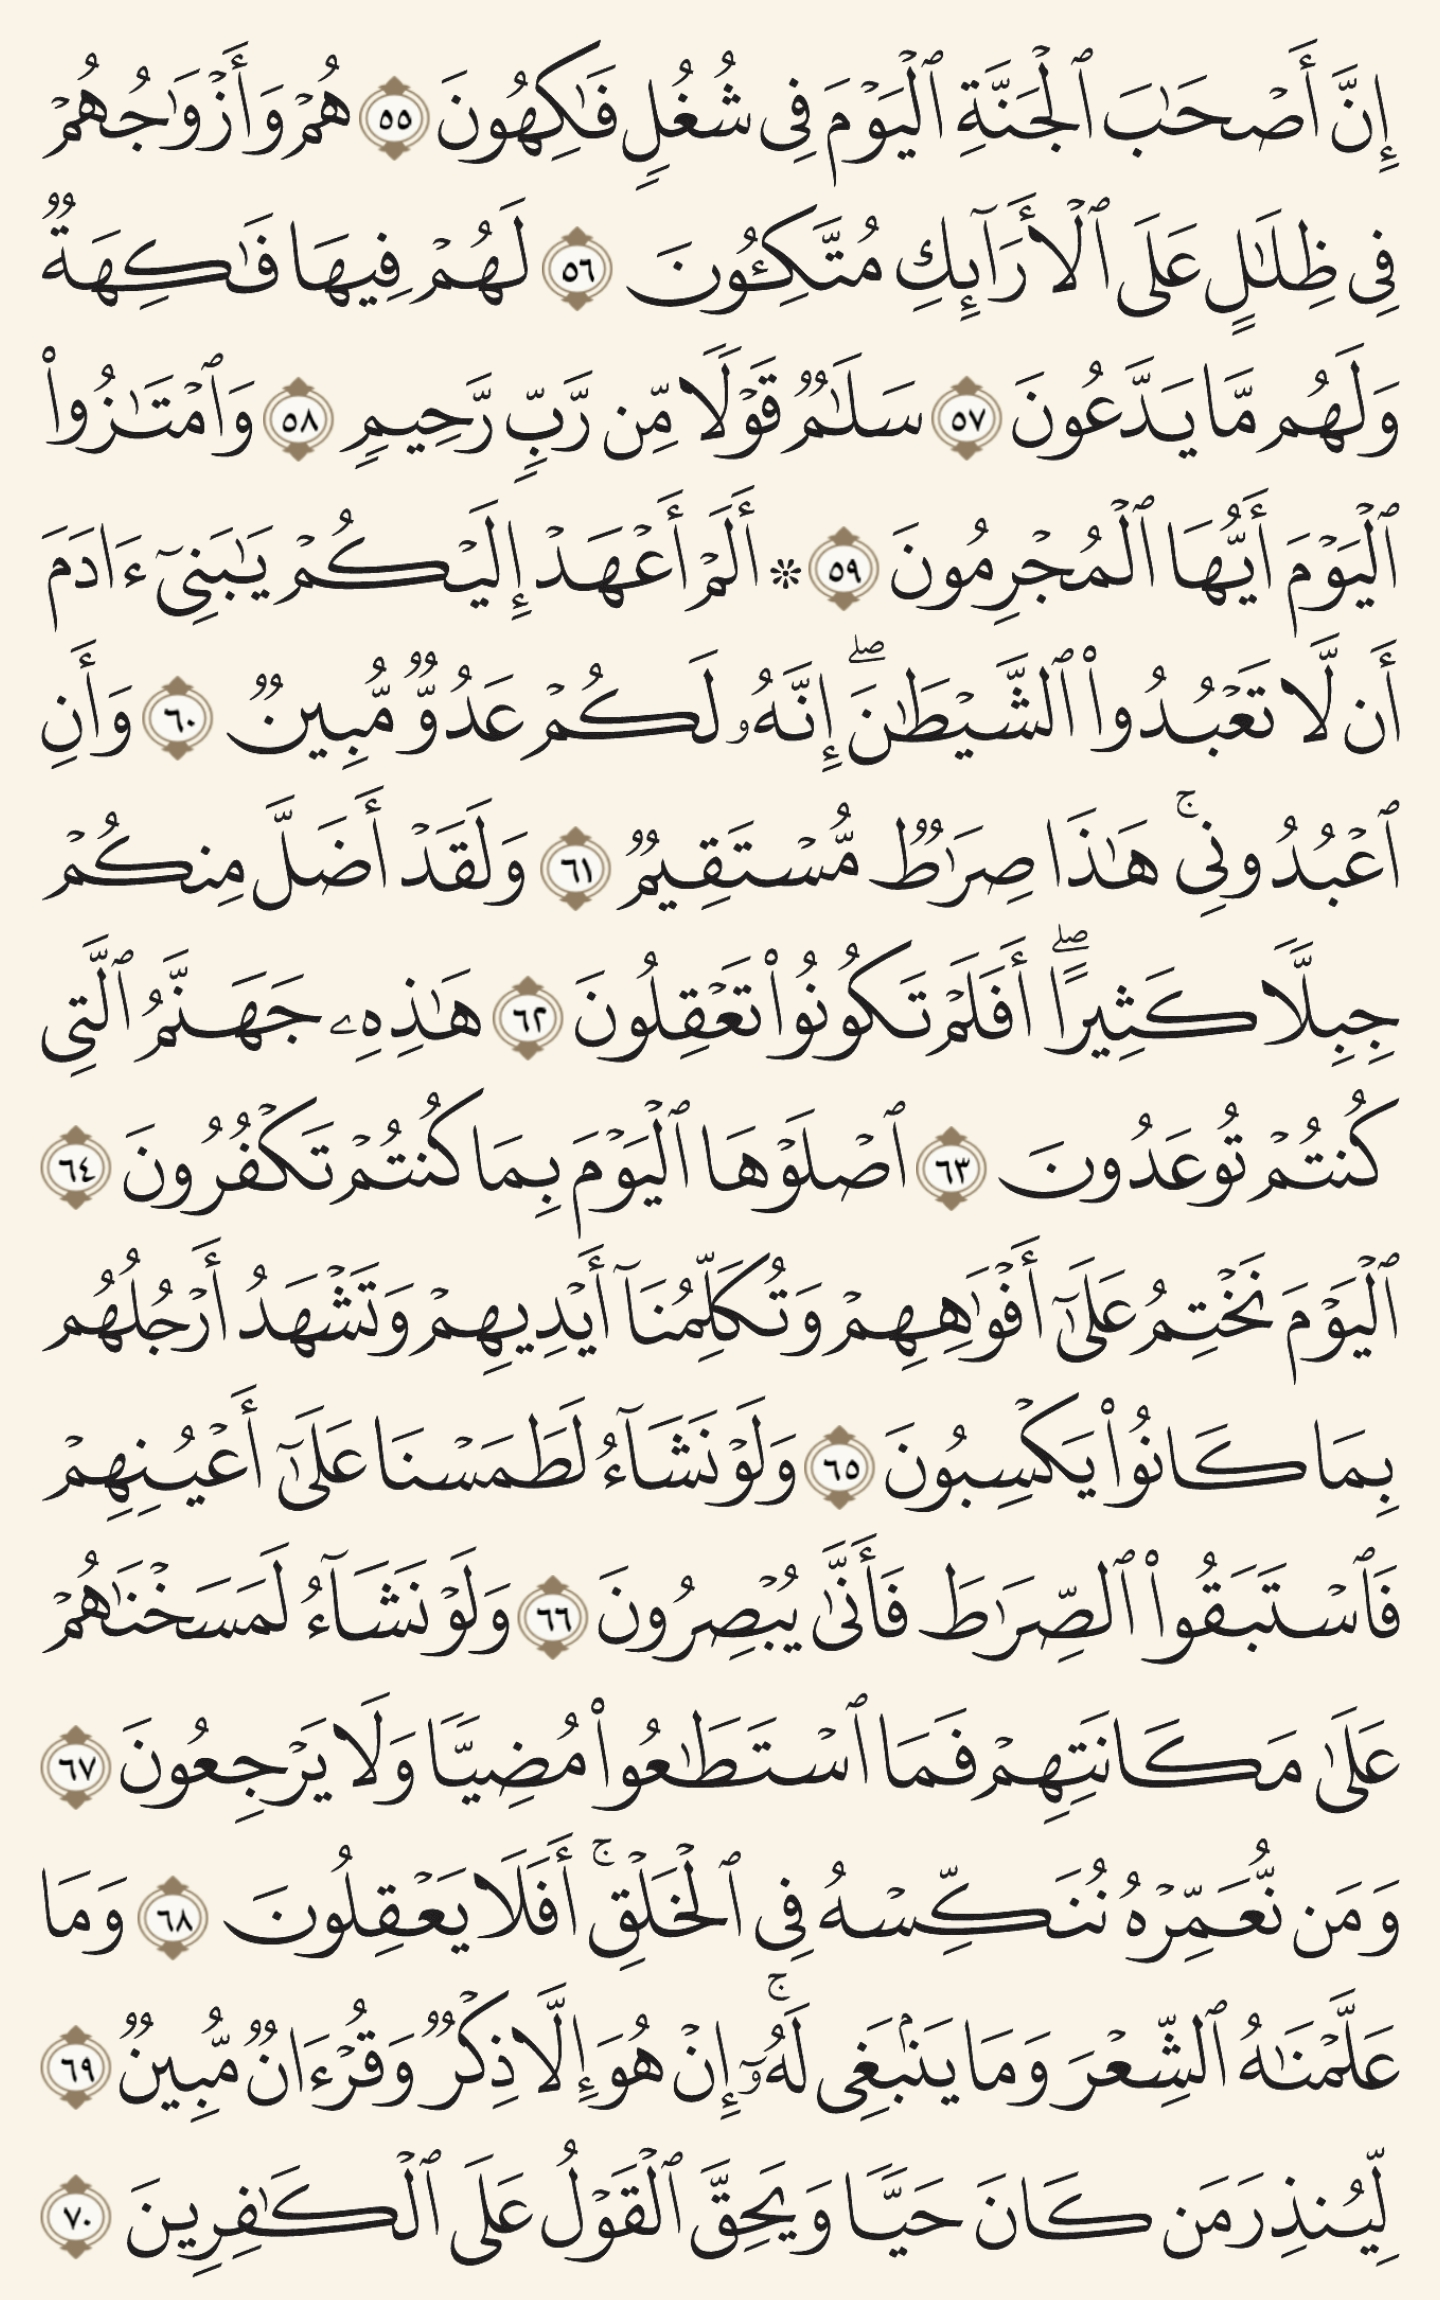 إِنَّ أَصْحَـٰبَ ٱلْجَنَّةِ ٱلْيَوْمَ فِى شُغُلٍ فَـٰكِهُونَ ٥٥ هُمْ وَأَزْوَٰجُهُمْ
فِى ظِلَـٰلٍ عَلَى ٱلْأَرَآئِكِ مُتَّكِـُٔونَ ٥٦ لَهُمْ فِيهَا فَـٰكِهَةٌ
وَلَهُم مَّا يَدَّعُونَ ٥٧ سَلَـٰمٌ قَوْلًا مِّن رَّبٍّ رَّحِيمٍ ٥٨ وَٱمْتَـٰزُوا۟
ٱلْيَوْمَ أَيُّهَا ٱلْمُجْرِمُونَ ٥٩ ۞ أَلَمْ أَعْهَدْ إِلَيْكُمْ يَـٰبَنِىٓ ءَادَمَ
أَن لَّا تَعْبُدُوا۟ ٱلشَّيْطَـٰنَ ۖ إِنَّهُۥ لَكُمْ عَدُوٌّ مُّبِينٌ ٦٠ وَأَنِ
ٱعْبُدُونِى ۚ هَـٰذَا صِرَٰطٌ مُّسْتَقِيمٌ ٦١ وَلَقَدْ أَضَلَّ مِنكُمْ
جِبِلًّا كَثِيرًا ۖ أَفَلَمْ تَكُونُوا۟ تَعْقِلُونَ ٦٢ هَـٰذِهِۦ جَهَنَّمُ ٱلَّتِى
كُنتُمْ تُوعَدُونَ ٦٣ ٱصْلَوْهَا ٱلْيَوْمَ بِمَا كُنتُمْ تَكْفُرُونَ ٦٤
ٱلْيَوْمَ نَخْتِمُ عَلَىٰٓ أَفْوَٰهِهِمْ وَتُكَلِّمُنَآ أَيْدِيهِمْ وَتَشْهَدُ أَرْجُلُهُم
بِمَا كَانُوا۟ يَكْسِبُونَ ٦٥ وَلَوْ نَشَآءُ لَطَمَسْنَا عَلَىٰٓ أَعْيُنِهِمْ
فَٱسْتَبَقُوا۟ ٱلصِّرَٰطَ فَأَنَّىٰ يُبْصِرُونَ ٦٦ وَلَوْ نَشَآءُ لَمَسَخْنَـٰهُمْ
عَلَىٰ مَكَانَتِهِمْ فَمَا ٱسْتَطَـٰعُوا۟ مُضِيًّا وَلَا يَرْجِعُونَ ٦٧
وَمَن نُّعَمِّرْهُ نُنَكِّسْهُ فِى ٱلْخَلْقِ ۚ أَفَلَا يَعْقِلُونَ ٦٨ وَمَا
عَلَّمْنَـٰهُ ٱلشِّعْرَ وَمَا يَنۢبَغِى لَهُۥٓ ۚ إِنْ هُوَ إِلَّا ذِكْرٌ وَقُرْءَانٌ مُّبِينٌ ٦٩
لِّيُنذِرَ مَن كَانَ حَيًّا وَيَحِقَّ ٱلْقَوْلُ عَلَى ٱلْكَـٰفِرِينَ ٧٠